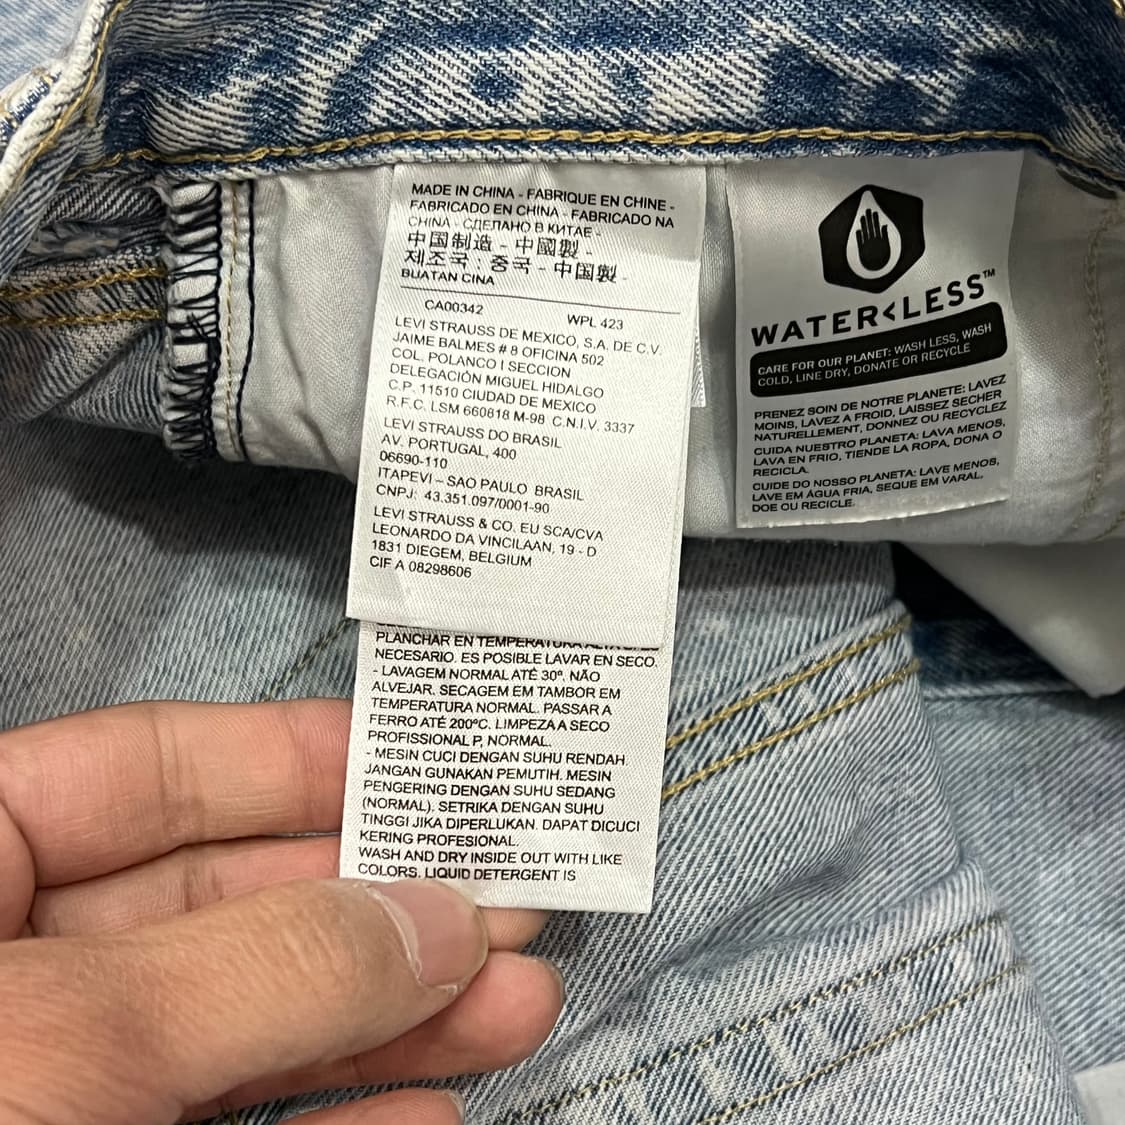 MADE IN CHINA - FABRIQUE EN CHINE -
FABRICADO EN CHINA - FABRICADO NA
CHINA - СДЕЛАНО В КИТАЕ -
中国制造 - 中國製 -
제조국 : 중국 - 中国製 -
BUATAN CINA
CA00342 WPL 423
LEVI STRAUSS DE MEXICO, S.A. DE C.V.
JAIME BALMES # 8 OFICINA 502
COL. POLANCO I SECCION
DELEGACIÓN MIGUEL HIDALGO
C.P. 11510 CIUDAD DE MEXICO
R.F.C. LSM 660818 M-98 C.N.I.V. 3337
LEVI STRAUSS DO BRASIL
AV. PORTUGAL, 400
06690-110
ITAPEVI – SAO PAULO BRASIL
CNPJ: 43.351.097/0001-90
LEVI STRAUSS & CO. EU SCA/CVA
LEONARDO DA VINCILAAN, 19 - D
1831 DIEGEM, BELGIUM
CIF A 08298606
PLANCHAR EN TEMPERATURA ALTA
NECESARIO. ES POSIBLE LAVAR EN SECO.
- LAVAGEM NORMAL ATÉ 30º. NÃO
ALVEJAR. SECAGEM EM TAMBOR EM
TEMPERATURA NORMAL. PASSAR A
FERRO ATÉ 200ºC. LIMPEZA A SECO
PROFISSIONAL P, NORMAL.
- MESIN CUCI DENGAN SUHU RENDAH.
JANGAN GUNAKAN PEMUTIH. MESIN
PENGERING DENGAN SUHU SEDANG
(NORMAL). SETRIKA DENGAN SUHU
TINGGI JIKA DIPERLUKAN. DAPAT DICUCI
KERING PROFESIONAL.
WASH AND DRY INSIDE OUT WITH LIKE
COLORS. LIQUID DETERGENT IS
WATER<LESS™
CARE FOR OUR PLANET: WASH LESS, WASH
COLD, LINE DRY, DONATE OR RECYCLE
PRENEZ SOIN DE NOTRE PLANETE: LAVEZ
MOINS, LAVEZ À FROID, LAISSEZ SECHER
NATURELLEMENT, DONNEZ OU RECYCLEZ
CUIDA NUESTRO PLANETA: LAVA MENOS,
LAVA EN FRIO, TIENDE LA ROPA, DONA O
RECICLA.
CUIDE DO NOSSO PLANETA: LAVE MENOS,
LAVE EM ÁGUA FRIA, SEQUE EM VARAL,
DOE OU RECICLE.